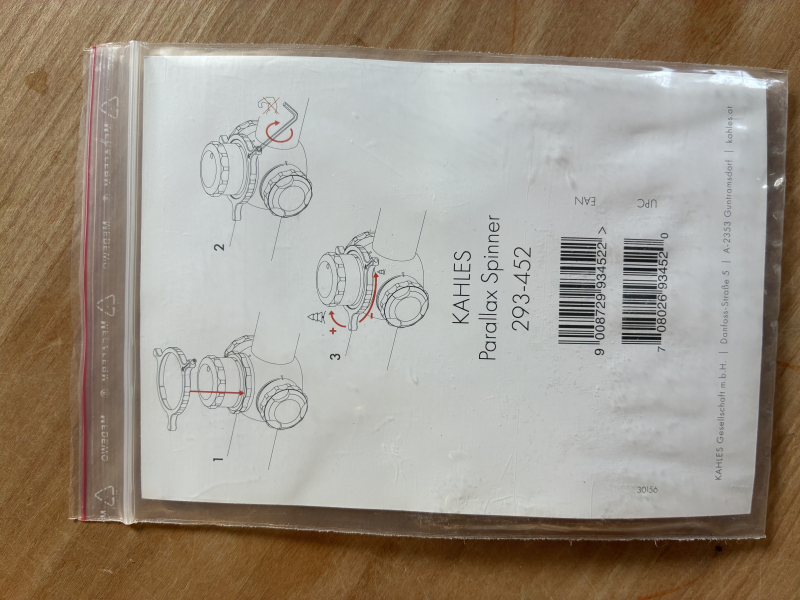 1
2
3
+
-
KAHLES
Parallax Spinner
293-452
EAN
9 008729 934522 >
UPC
7 08026 93452 0
30156
KAHLES Gesellschaft m.b.H. | Danfoss-Straße 5 | A-2353 Guntramsdorf | kahles.at